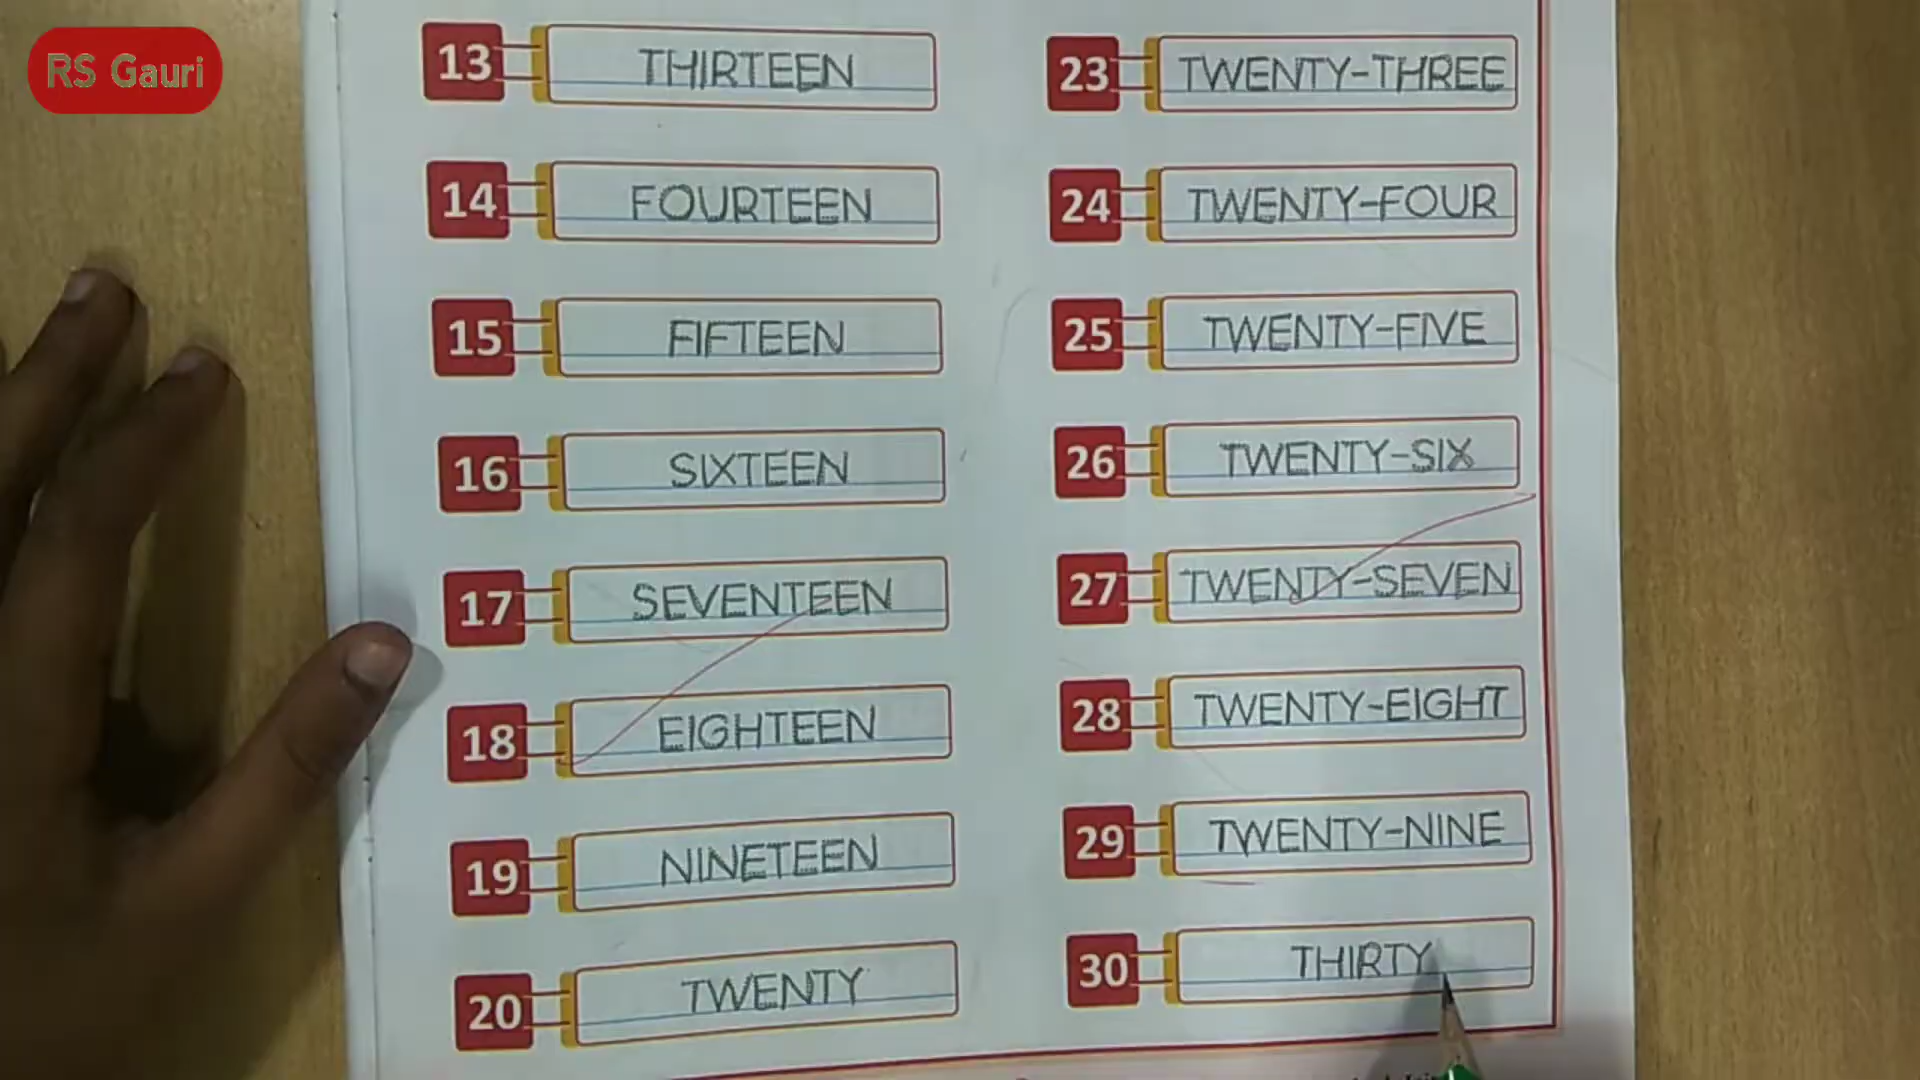 RS Gauri
13 THIRTEEN
14 FOURTEEN
15 FIFTEEN
16 SIXTEEN
17 SEVENTEEN
18 EIGHTEEN
19 NINETEEN
20 TWENTY
23 TWENTY-THREE
24 TWENTY-FOUR
25 TWENTY-FIVE
26 TWENTY-SIX
27 TWENTY-SEVEN
28 TWENTY-EIGHT
29 TWENTY-NINE
30 THIRTY